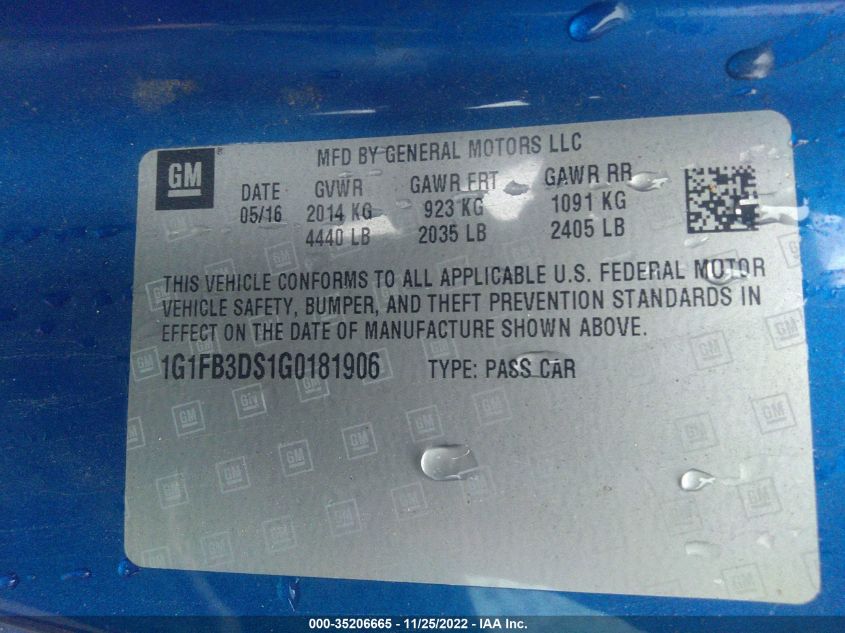 GM
MFD BY GENERAL MOTORS LLC
DATE GVWR GAWR FRT GAWR RR
05/16 2014 KG 923 KG 1091 KG
4440 LB 2035 LB 2405 LB
THIS VEHICLE CONFORMS TO ALL APPLICABLE U.S. FEDERAL MOTOR
VEHICLE SAFETY, BUMPER, AND THEFT PREVENTION STANDARDS IN
EFFECT ON THE DATE OF MANUFACTURE SHOWN ABOVE.
1G1FB3DS1G0181906 TYPE: PASS CAR
000-35206665 - 11/25/2022 - IAA Inc.